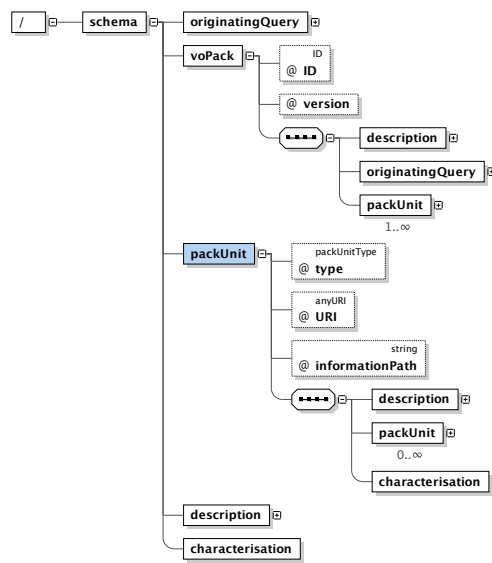 /
schema
originatingQuery
voPack
ID
@ ID
@ version
description
originatingQuery
packUnit
1..∞
packUnit
packUnitType
@ type
anyURI
@ URI
string
@ informationPath
description
packUnit
0..∞
characterisation
description
characterisation